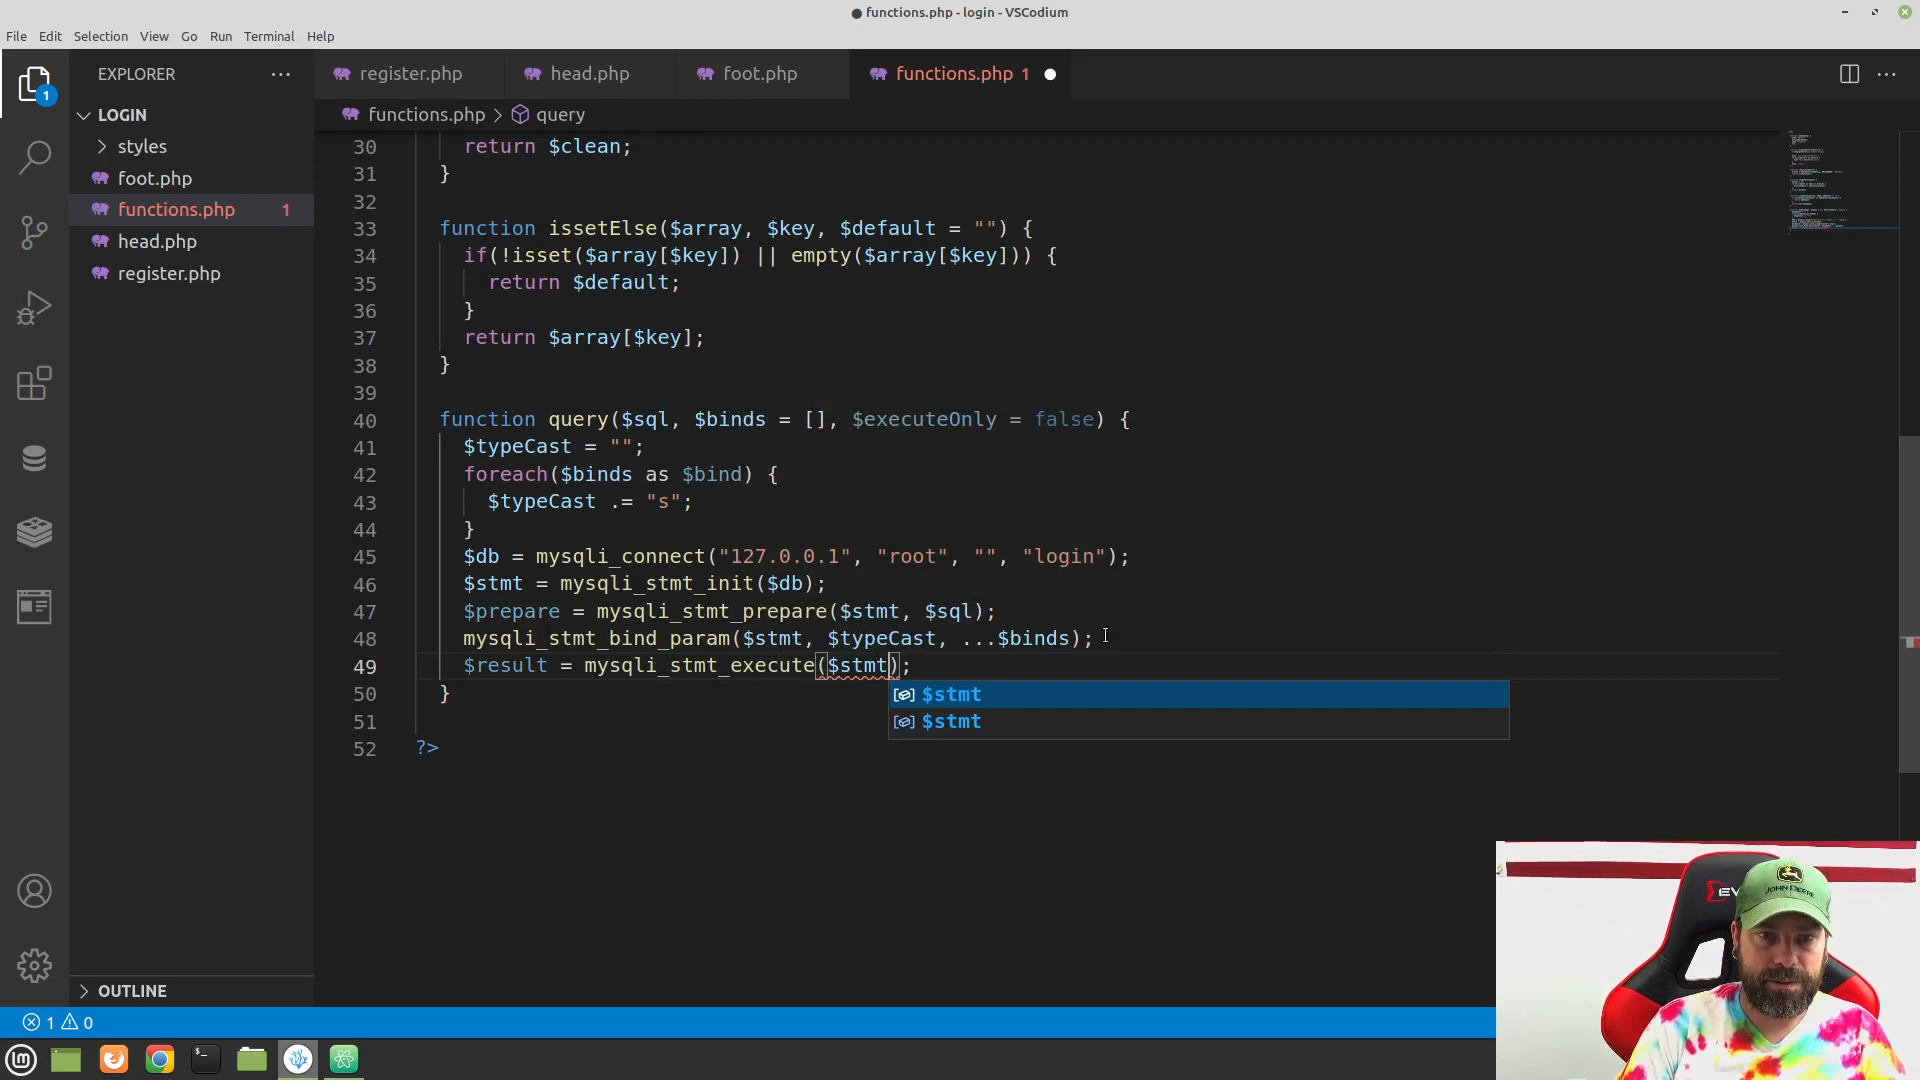 functions.php - login - VSCodium
File Edit Selection View Go Run Terminal Help
EXPLORER
register.php head.php foot.php functions.php 1
functions.php > query
1
LOGIN
styles
foot.php
functions.php 1
head.php
register.php
OUTLINE
30 return $clean;
31 }
32
33 function issetElse($array, $key, $default = "") {
34 if(!isset($array[$key]) || empty($array[$key])) {
35 return $default;
36 }
37 return $array[$key];
38 }
39
40 function query($sql, $binds = [], $executeOnly = false) {
41 $typeCast = "";
42 foreach($binds as $bind) {
43 $typeCast .= "s";
44 }
45 $db = mysqli_connect("127.0.0.1", "root", "", "login");
46 $stmt = mysqli_stmt_init($db);
47 $prepare = mysqli_stmt_prepare($stmt, $sql);
48 mysqli_stmt_bind_param($stmt, $typeCast, ...$binds);
49 $result = mysqli_stmt_execute($stmt);
$stmt
$stmt
50 }
51
52 ?>
1 0
JOHN DEERE
EV